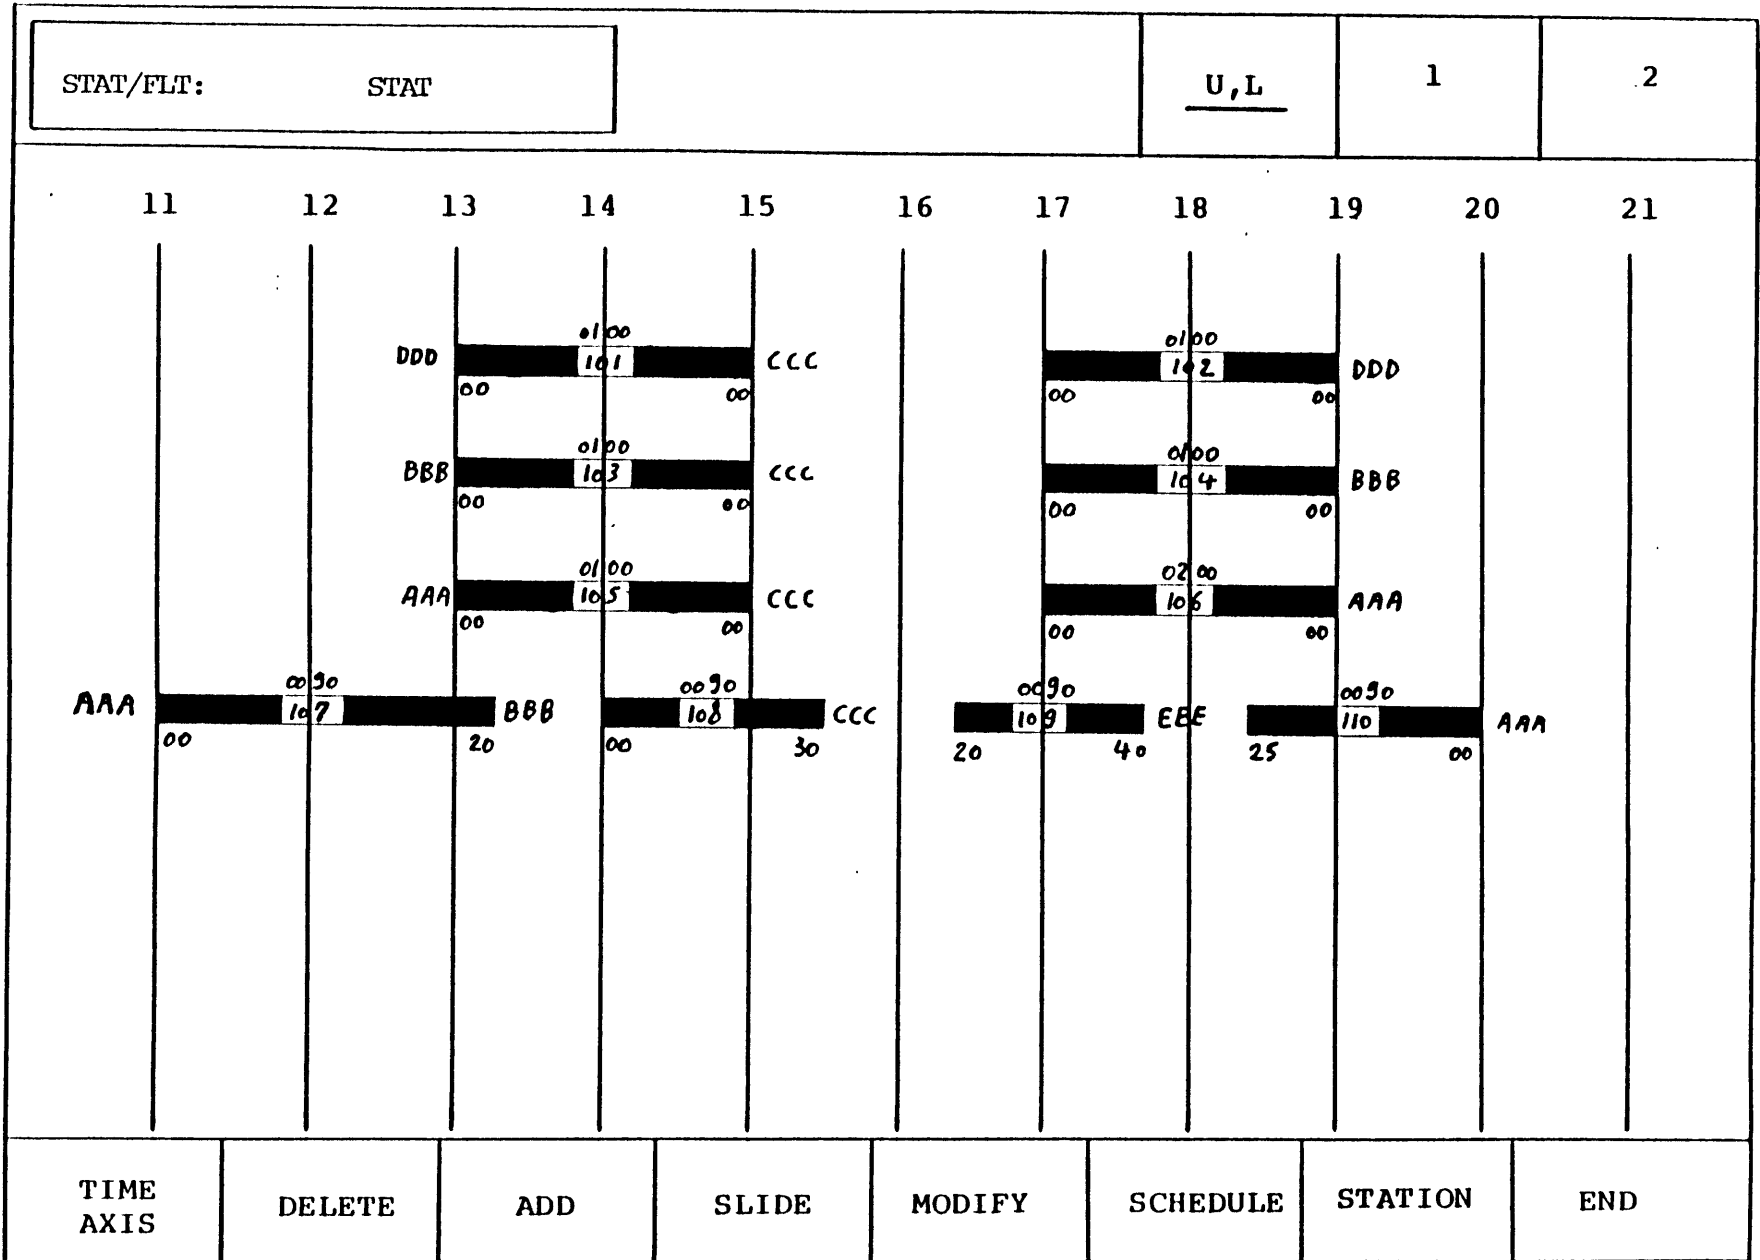 STAT/FLT: STAT U,L 1 2
11 12 13 14 15 16 17 18 19 20 21
0100 0100
DDD 101 CCC 102 DDD
00 00 00 00
0100 0100
BBB 103 CCC 104 BBB
00 00 00 00
0100 0200
AAA 105 CCC 106 AAA
00 00 00 00
0090 0090 0090 0090
AAA 107 BBB 108 CCC 109 EEE 110 AAA
00 20 00 30 20 40 25 00
TIME AXIS DELETE ADD SLIDE MODIFY SCHEDULE STATION END